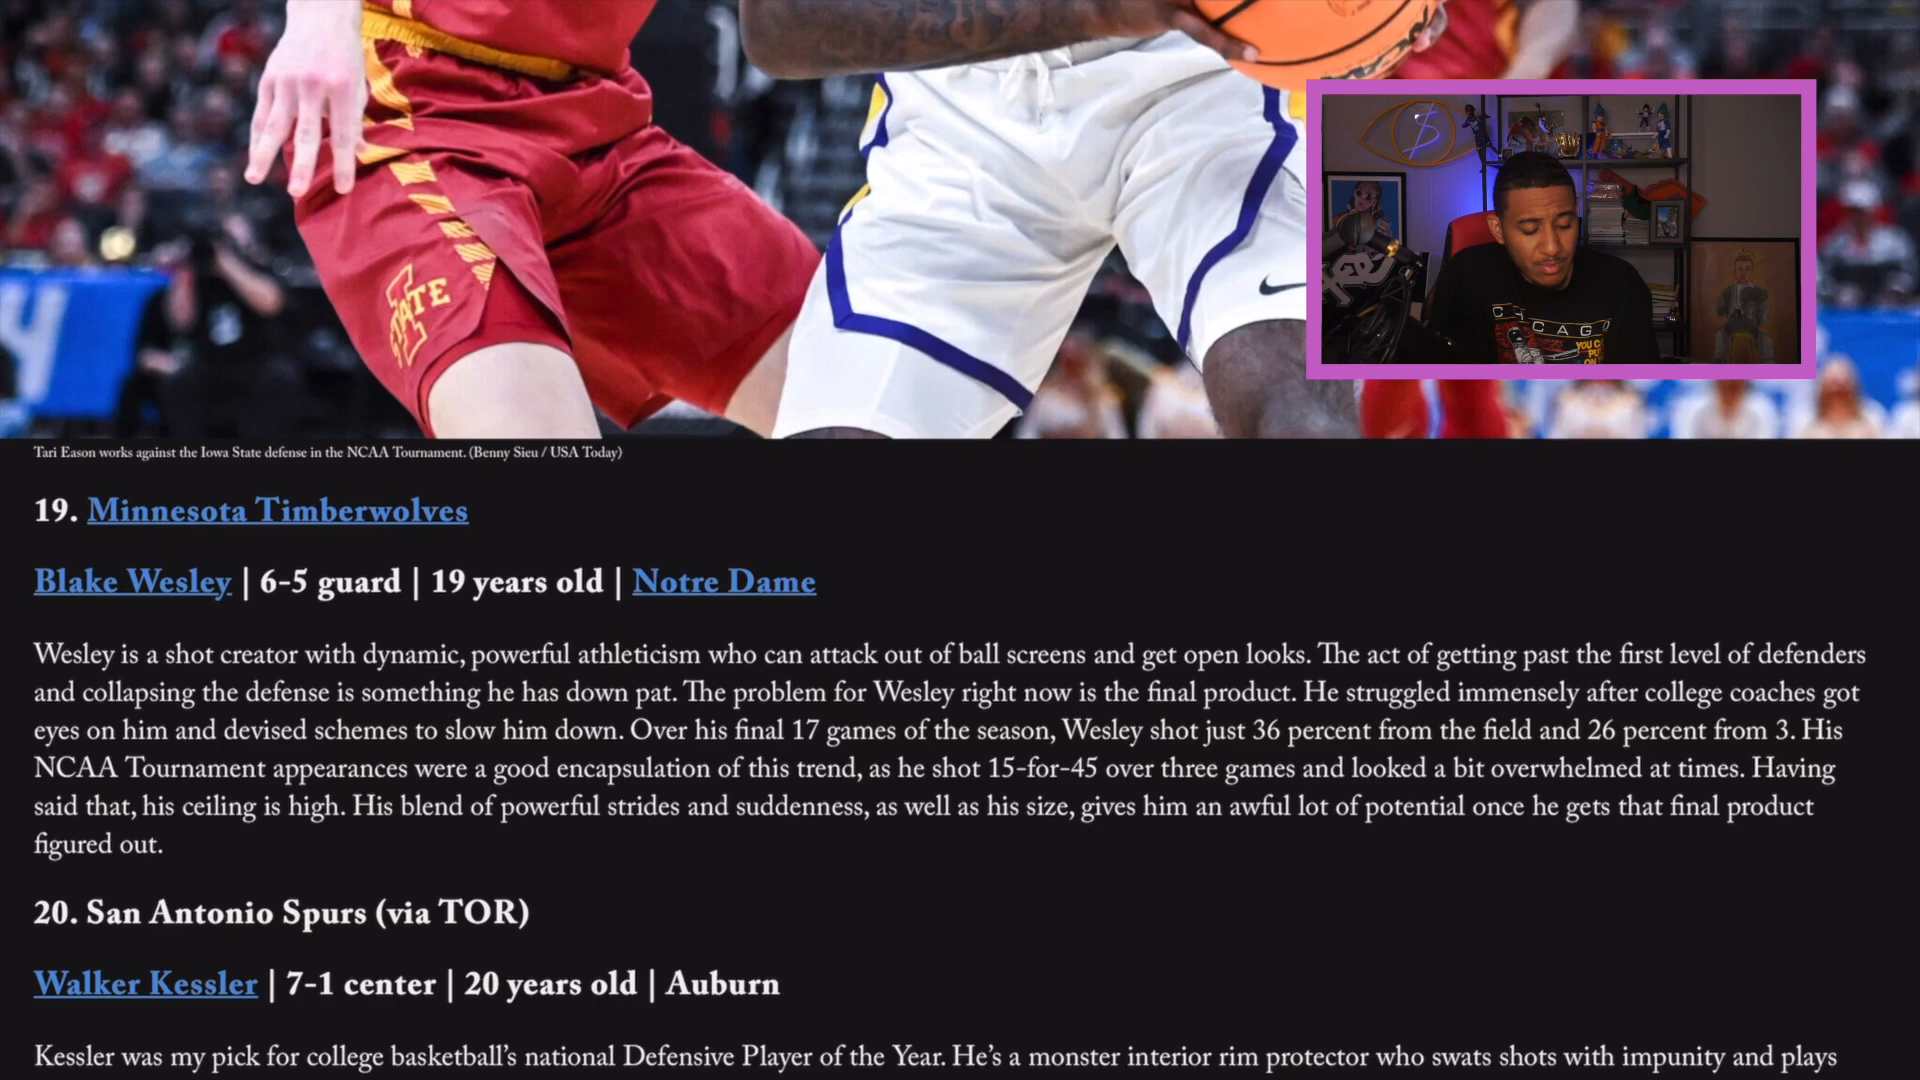 STATE
CHICAGO
YOU C
PU
ON
Tari Eason works against the Iowa State defense in the NCAA Tournament. (Benny Sieu / USA Today)
19. Minnesota Timberwolves
Blake Wesley | 6-5 guard | 19 years old | Notre Dame
Wesley is a shot creator with dynamic, powerful athleticism who can attack out of ball screens and get open looks. The act of getting past the first level of defenders
and collapsing the defense is something he has down pat. The problem for Wesley right now is the final product. He struggled immensely after college coaches got
eyes on him and devised schemes to slow him down. Over his final 17 games of the season, Wesley shot just 36 percent from the field and 26 percent from 3. His
NCAA Tournament appearances were a good encapsulation of this trend, as he shot 15-for-45 over three games and looked a bit overwhelmed at times. Having
said that, his ceiling is high. His blend of powerful strides and suddenness, as well as his size, gives him an awful lot of potential once he gets that final product
figured out.
20. San Antonio Spurs (via TOR)
Walker Kessler | 7-1 center | 20 years old | Auburn
Kessler was my pick for college basketball’s national Defensive Player of the Year. He’s a monster interior rim protector who swats shots with impunity and plays